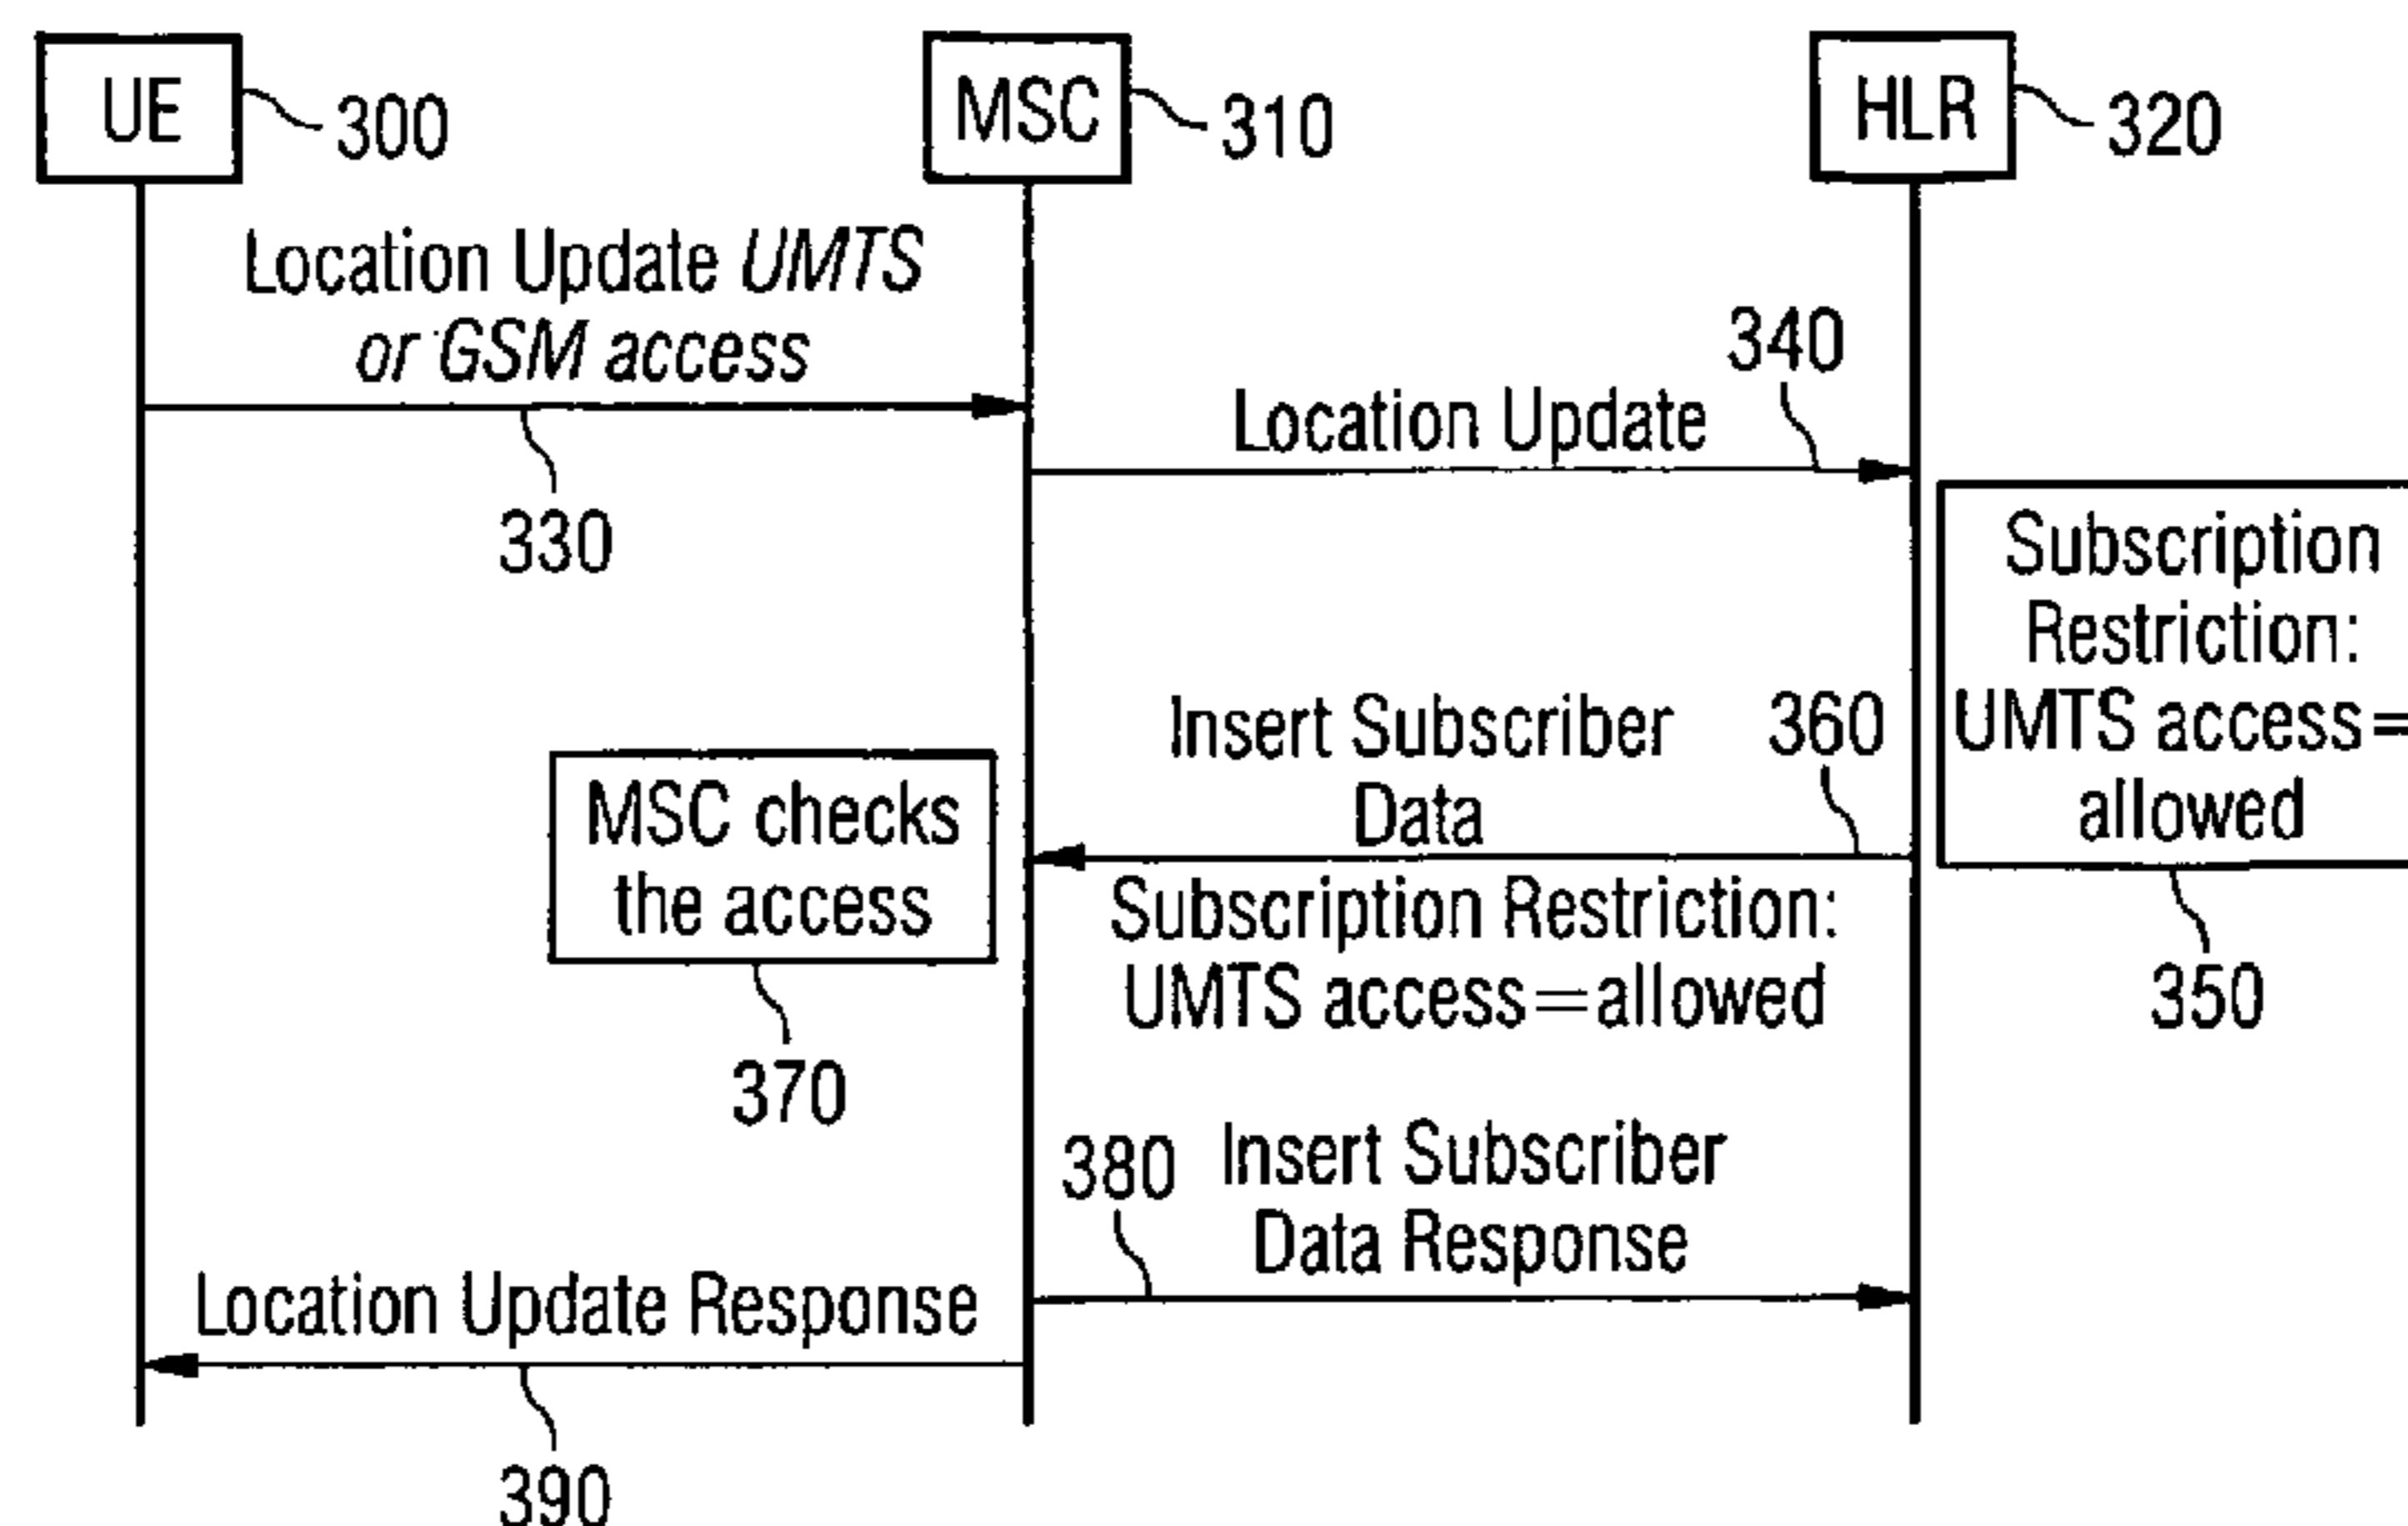 UE
300
MSC
310
HLR
320
Location Update UMTS
or GSM access
330
340
Location Update
Subscription
Restriction:
UMTS access=
allowed
350
Insert Subscriber
Data
360
Subscription Restriction:
UMTS access=allowed
MSC checks
the access
370
380
Insert Subscriber
Data Response
Location Update Response
390